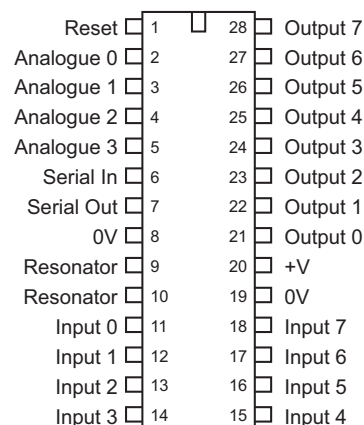 Reset 1 28 Output 7
Analogue 0 2 27 Output 6
Analogue 1 3 26 Output 5
Analogue 2 4 25 Output 4
Analogue 3 5 24 Output 3
Serial In 6 23 Output 2
Serial Out 7 22 Output 1
0V 8 21 Output 0
Resonator 9 20 +V
Resonator 10 19 0V
Input 0 11 18 Input 7
Input 1 12 17 Input 6
Input 2 13 16 Input 5
Input 3 14 15 Input 4